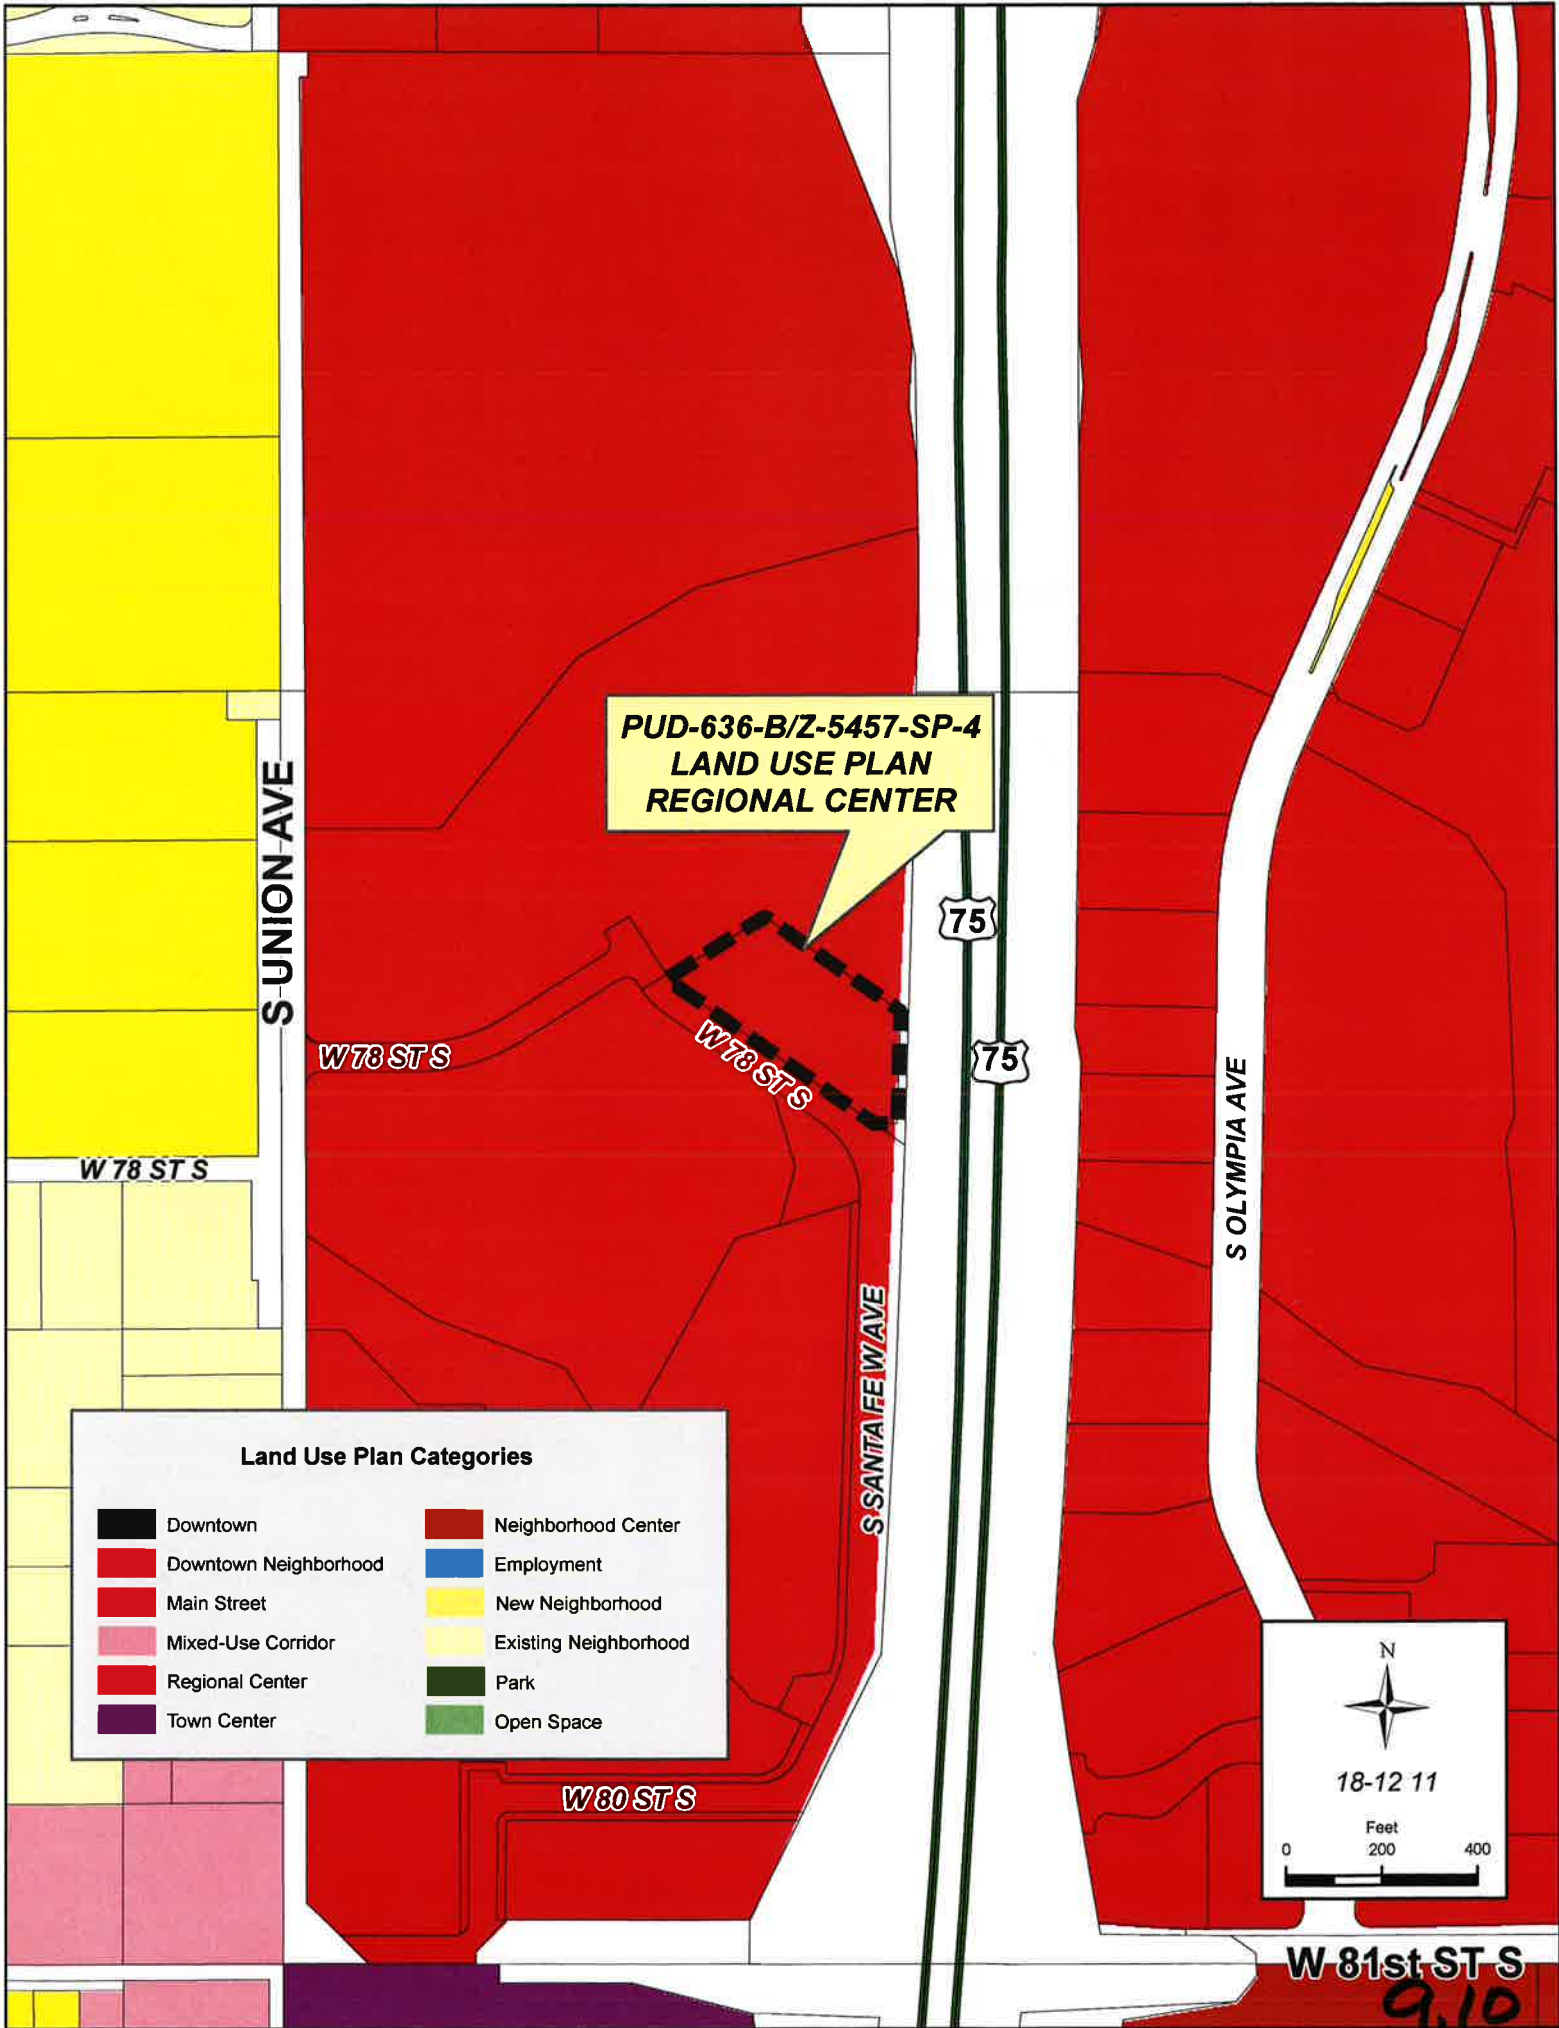 PUD-636-B/Z-5457-SP-4
LAND USE PLAN
REGIONAL CENTER
S UNION AVE
75
75
W 78 ST S
W 78 ST S
W 78 ST S
S OLYMPIA AVE
S SANTA FE W AVE
Land Use Plan Categories
Downtown
Downtown Neighborhood
Main Street
Mixed-Use Corridor
Regional Center
Town Center
Neighborhood Center
Employment
New Neighborhood
Existing Neighborhood
Park
Open Space
W 80 ST S
N
18-12 11
Feet
0 200 400
W 81st ST S
9.10